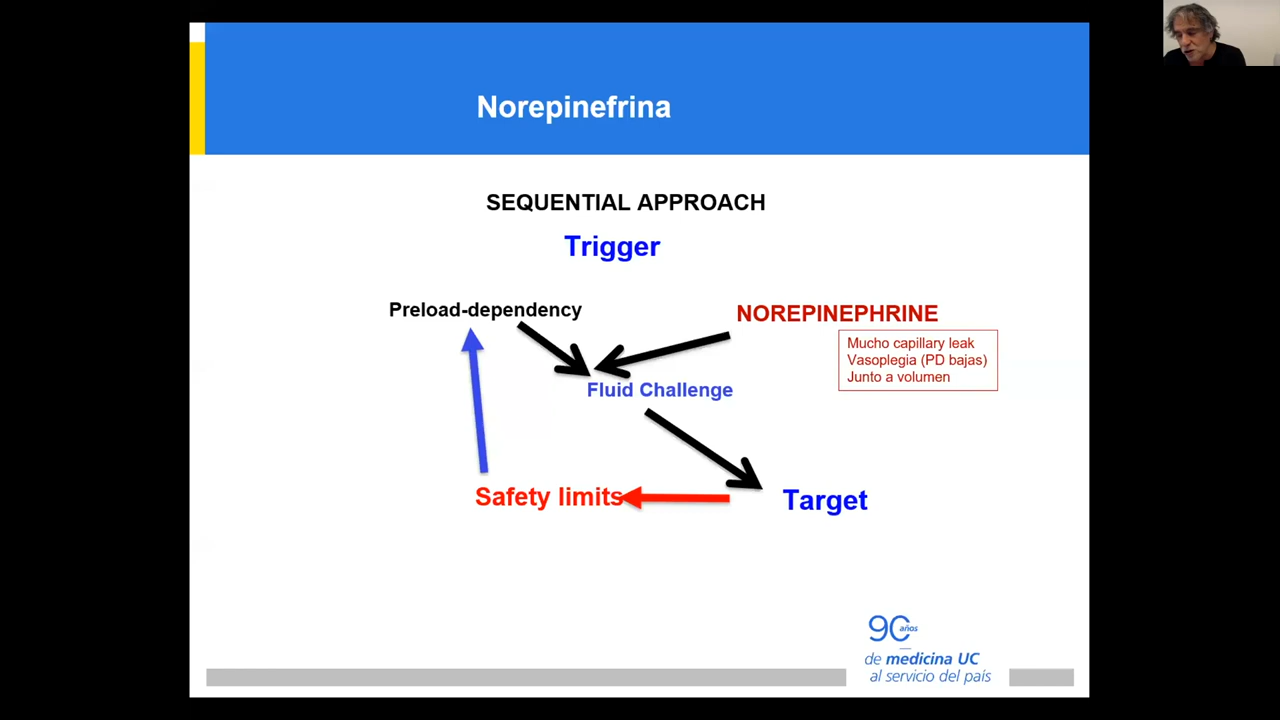 Norepinefrina
SEQUENTIAL APPROACH
Trigger
Preload-dependency
NOREPINEPHRINE
Mucho capillary leak
Vasoplegia (PD bajas)
Junto a volumen
Fluid Challenge
Safety limits
Target
90 años
de medicina UC
al servicio del país